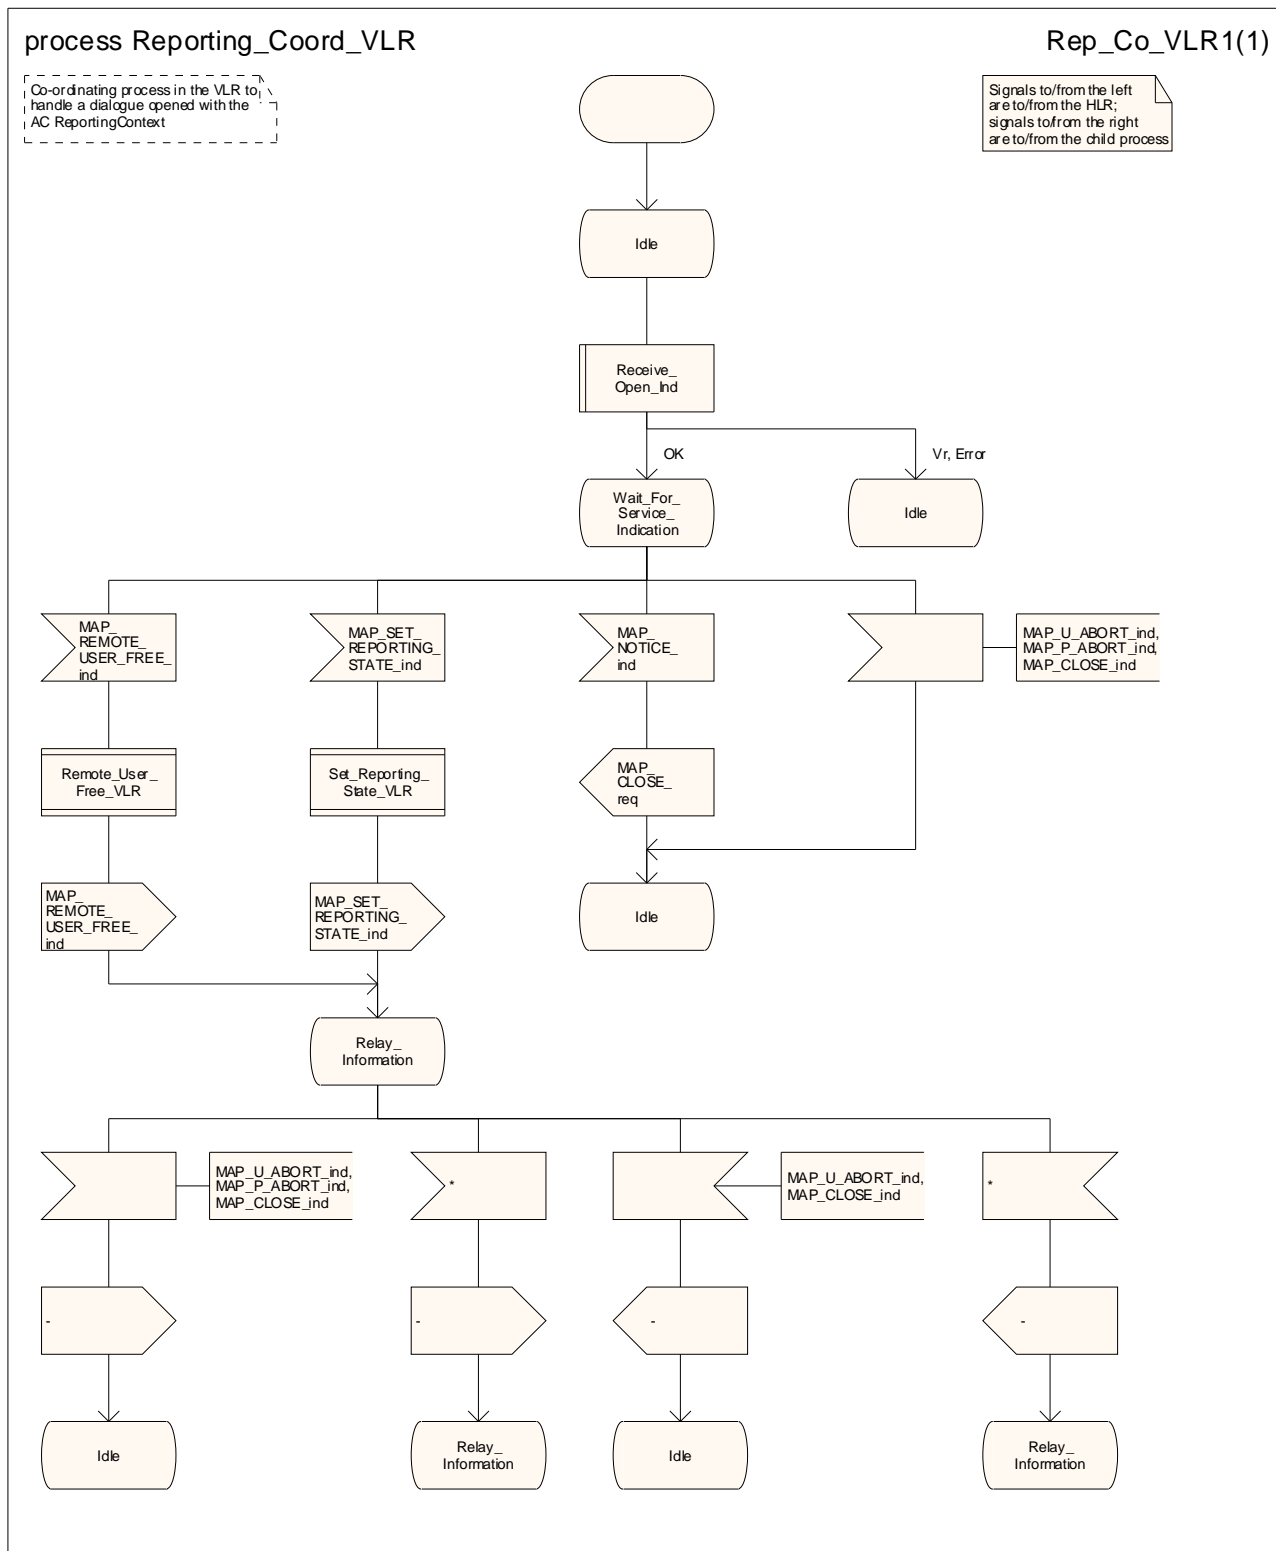 process Reporting_Coord_VLR
Rep_Co_VLR1(1)
Co-ordinating process in the VLR to
handle a dialogue opened with the
AC ReportingContext
Signals to/from the left
are to/from the HLR;
signals to/from the right
are to/from the child process
Idle
Receive_
Open_Ind
OK
Vr, Error
Wait_For_
Service_
Indication
Idle
MAP_
REMOTE_
USER_FREE_
ind
MAP_SET_
REPORTING_
STATE_ind
MAP_
NOTICE_
ind
MAP_U_ABORT_ind,
MAP_P_ABORT_ind,
MAP_CLOSE_ind
Remote_User_
Free_VLR
Set_Reporting_
State_VLR
MAP_
CLOSE_
req
MAP_
REMOTE_
USER_FREE_
ind
MAP_SET_
REPORTING_
STATE_ind
Idle
Relay_
Information
MAP_U_ABORT_ind,
MAP_P_ABORT_ind,
MAP_CLOSE_ind
*
MAP_U_ABORT_ind,
MAP_CLOSE_ind
*
-
-
-
-
Idle
Relay_
Information
Idle
Relay_
Information